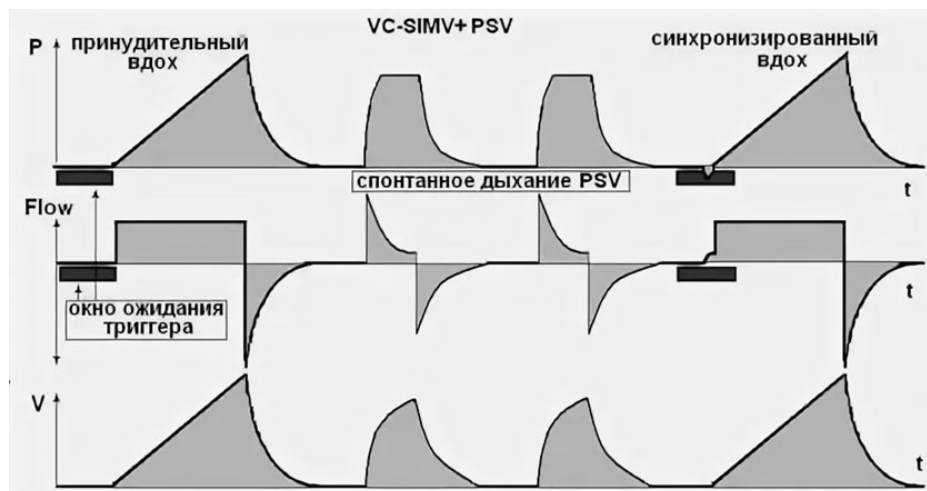 VC-SIMV+ PSV
P
принудительный
вдох
синхронизированный
вдох
спонтанное дыхание PSV
t
Flow
окно ожидания
триггера
t
V
t